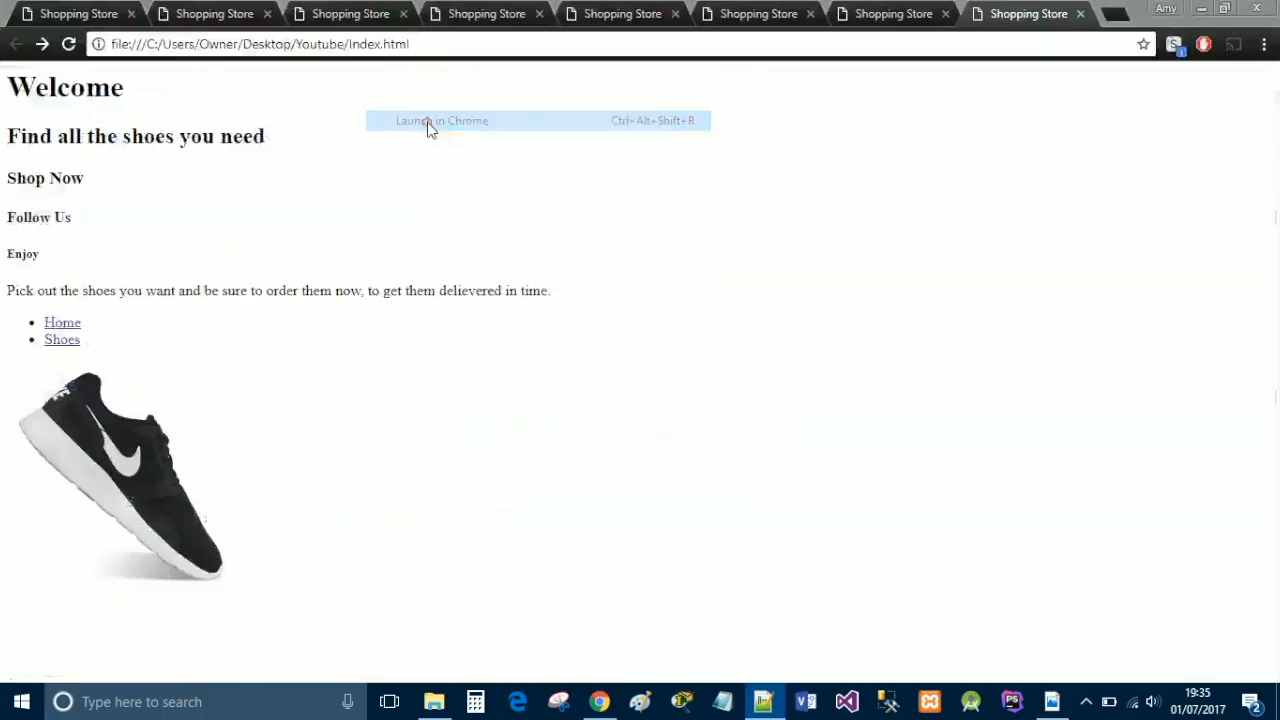 Shopping Store Shopping Store Shopping Store Shopping Store Shopping Store Shopping Store Shopping Store Shopping Store Amy
file:///C:/Users/Owner/Desktop/Youtube/Index.html
Welcome
Launch in Chrome Ctrl+Alt+Shift+R
Find all the shoes you need
Shop Now
Follow Us
Enjoy
Pick out the shoes you want and be sure to order them now, to get them delievered in time.
Home
Shoes
Type here to search
19:35
01/07/2017
2